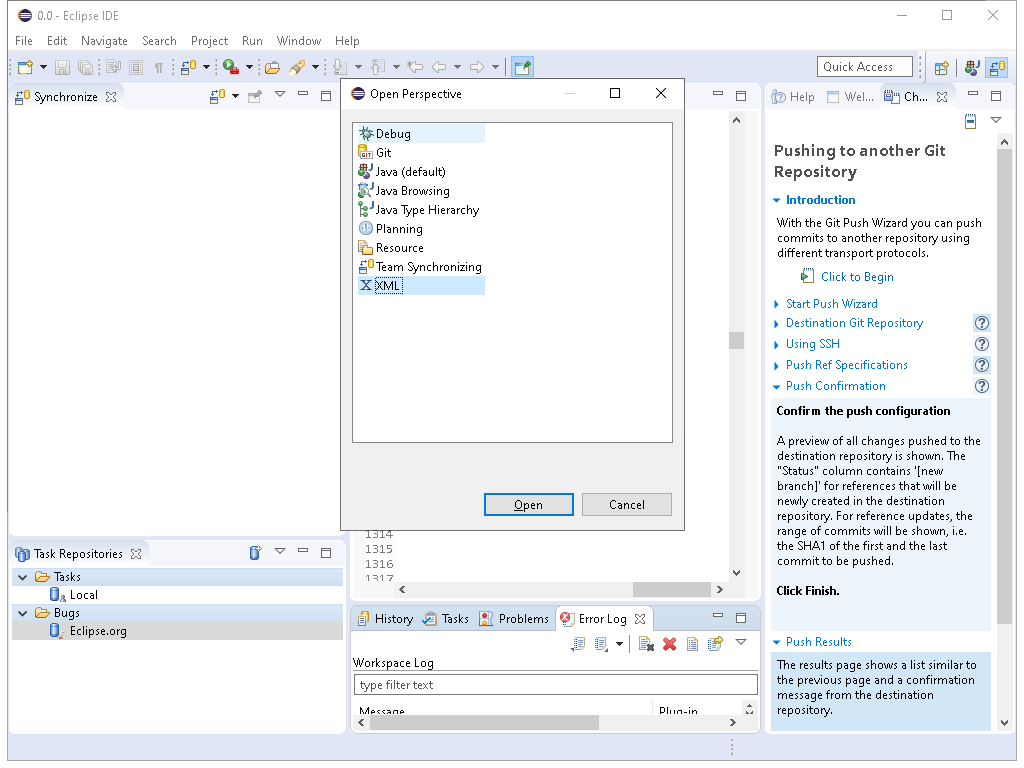 0.0 - Eclipse IDE
File Edit Navigate Search Project Run Window Help
Quick Access
Synchronize
Open Perspective
Debug
Git
Java (default)
Java Browsing
Java Type Hierarchy
Planning
Resource
Team Synchronizing
XML
Open Cancel
1314
1315
1316
1317
Task Repositories
Tasks
Local
Bugs
Eclipse.org
History Tasks Problems Error Log
Workspace Log
type filter text
Message Plug-in
Help Wel... Ch...
Pushing to another Git
Repository
Introduction
With the Git Push Wizard you can push
commits to another repository using
different transport protocols.
Click to Begin
Start Push Wizard
Destination Git Repository
Using SSH
Push Ref Specifications
Push Confirmation
Confirm the push configuration
A preview of all changes pushed to the
destination repository is shown. The
"Status" column contains '[new
branch]' for references that will be
newly created in the destination
repository. For reference updates, the
range of commits will be shown, i.e.
the SHA1 of the first and the last
commit to be pushed.
Click Finish.
Push Results
The results page shows a list similar to
the previous page and a confirmation
message from the destination
repository.